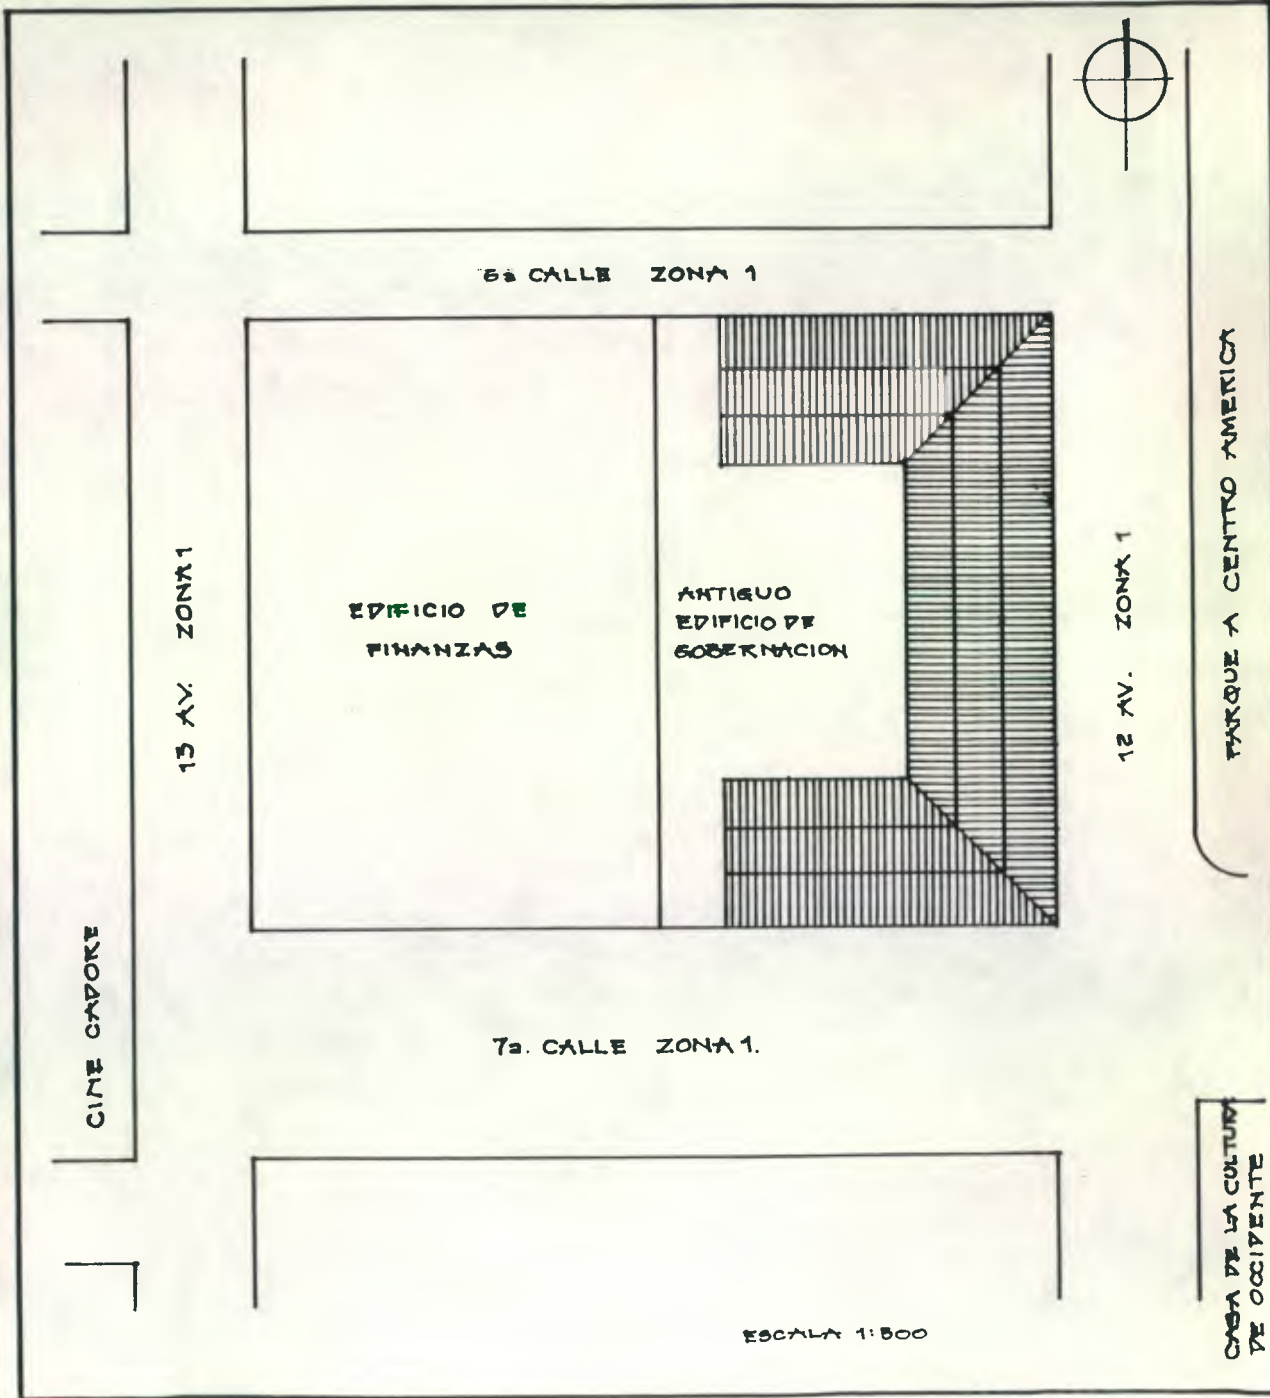 6a CALLE ZONA 1
13 AV. ZONA 1
EDIFICIO DE
FINANZAS
ANTIGUO
EDIFICIO DE
GOBERNACION
12 AV. ZONA 1
PARQUE A CENTRO AMERICA
CINE CADORE
7a. CALLE ZONA 1.
CASA DE LA CULTURA
DE OCCIDENTE
ESCALA 1:500